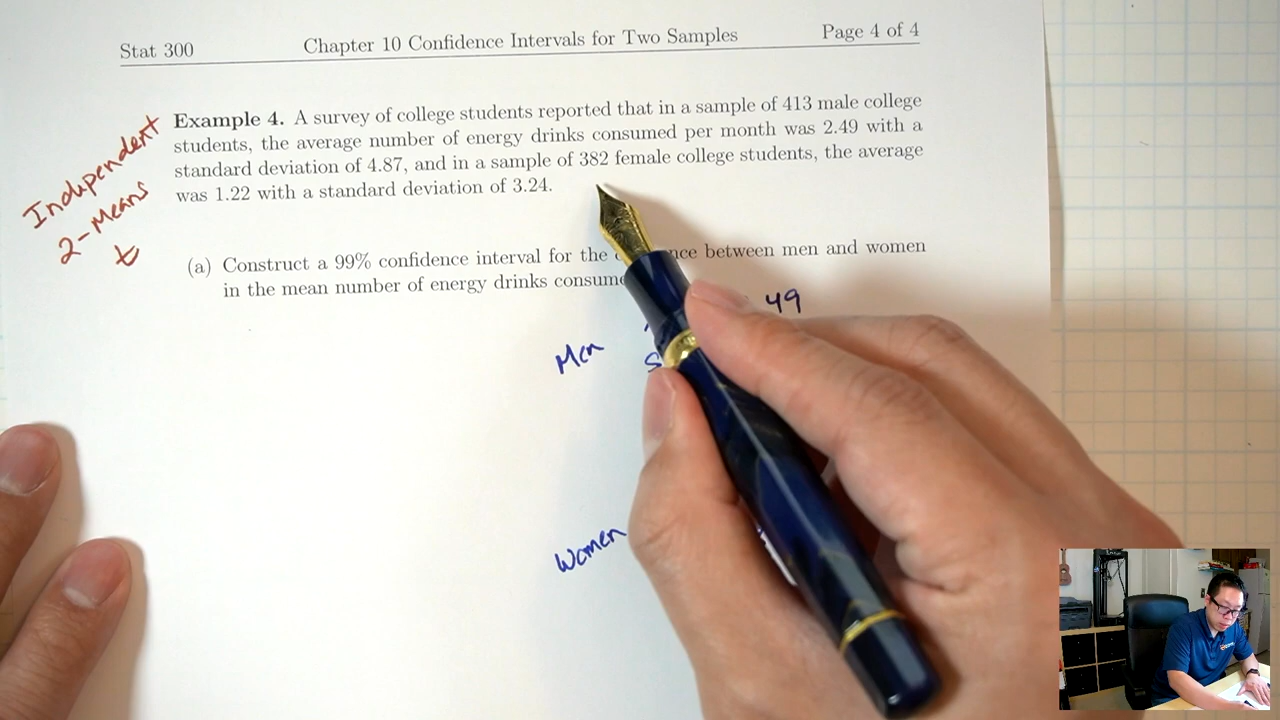 Stat 300 Chapter 10 Confidence Intervals for Two Samples Page 4 of 4
Example 4. A survey of college students reported that in a sample of 413 male college
students, the average number of energy drinks consumed per month was 2.49 with a
standard deviation of 4.87, and in a sample of 382 female college students, the average
was 1.22 with a standard deviation of 3.24.
Independent
2-Means
t
(a) Construct a 99% confidence interval for the between men and women
in the mean number of energy drinks
49
Men S
Women